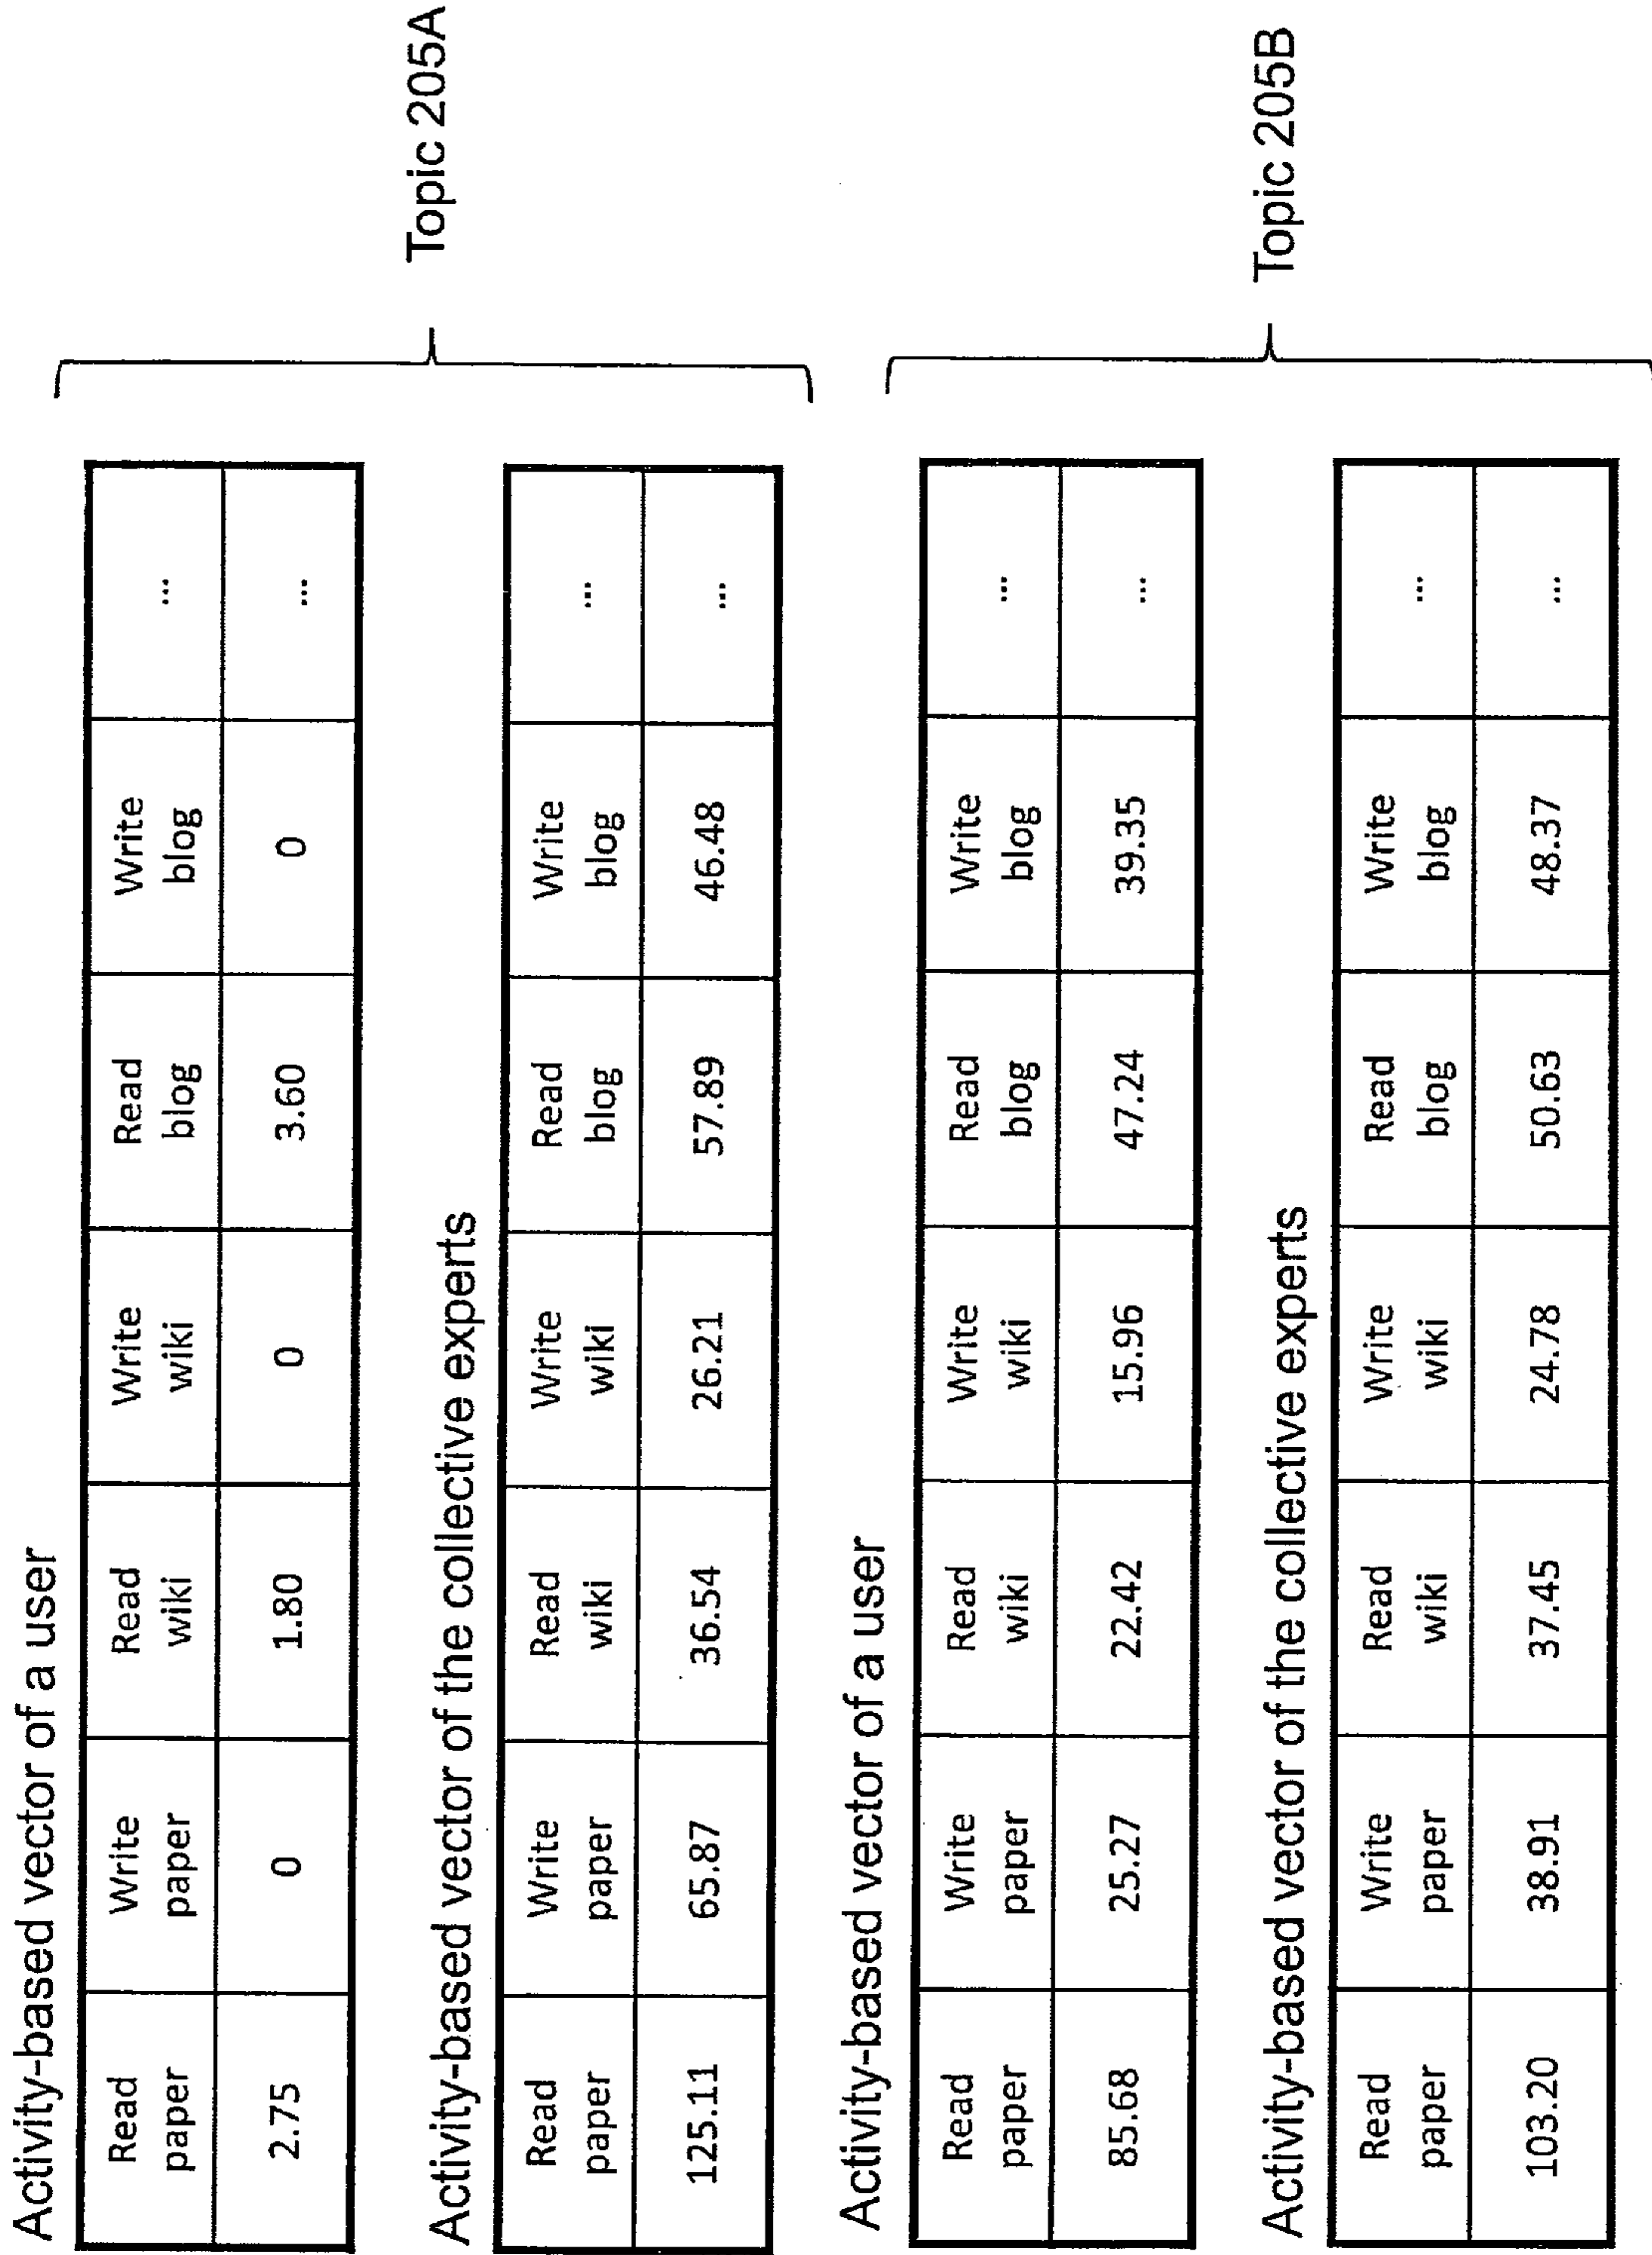 Activity-based vector of a user
Read paper Write paper Read wiki Write wiki Read blog Write blog ...
2.75 0 1.80 0 3.60 0 ...
Activity-based vector of the collective experts
Read paper Write paper Read wiki Write wiki Read blog Write blog ...
125.11 65.87 36.54 26.21 57.89 46.48 ...
Topic 205A
Activity-based vector of a user
Read paper Write paper Read wiki Write wiki Read blog Write blog ...
85.68 25.27 22.42 15.96 47.24 39.35 ...
Activity-based vector of the collective experts
Read paper Write paper Read wiki Write wiki Read blog Write blog ...
103.20 38.91 37.45 24.78 50.63 48.37 ...
Topic 205B